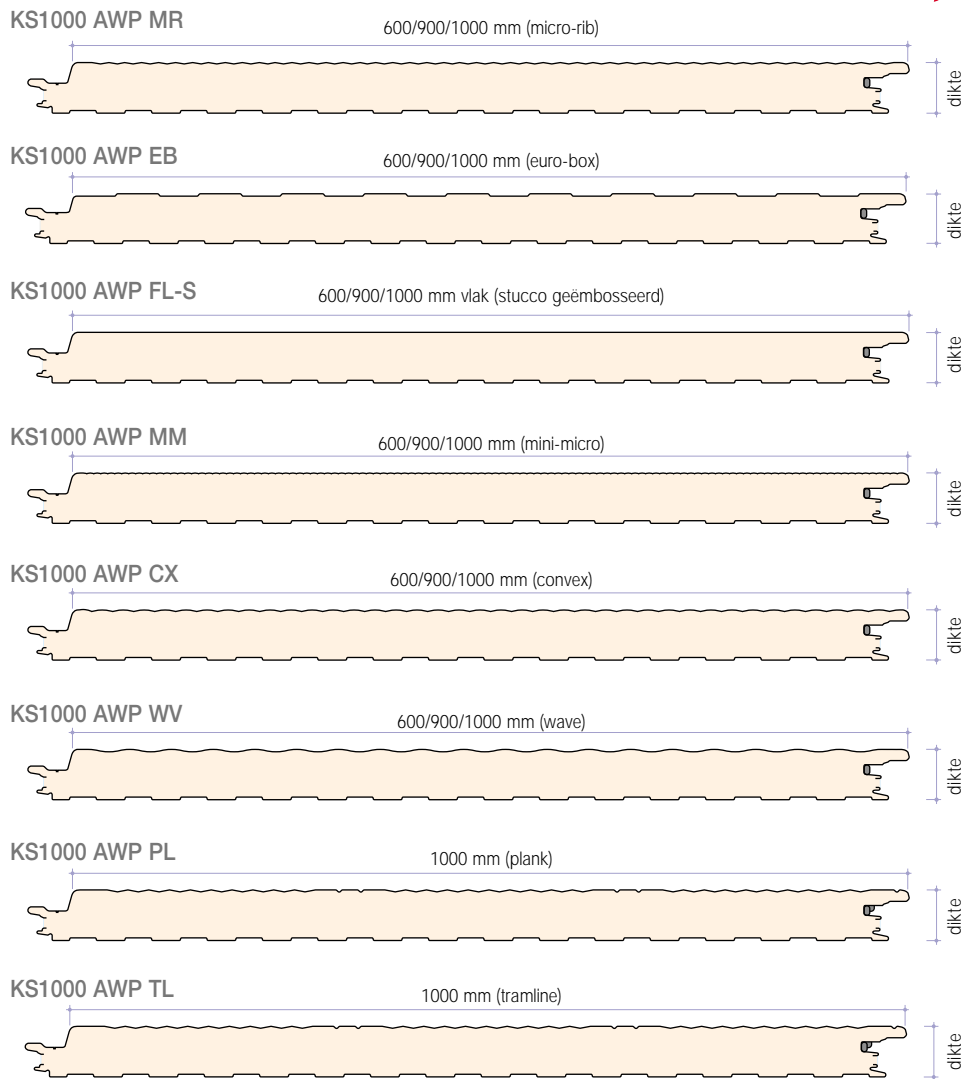 KS1000 AWP MR
600/900/1000 mm (micro-rib)
dikte
KS1000 AWP EB
600/900/1000 mm (euro-box)
dikte
KS1000 AWP FL-S
600/900/1000 mm vlak (stucco geëmbosseerd)
dikte
KS1000 AWP MM
600/900/1000 mm (mini-micro)
dikte
KS1000 AWP CX
600/900/1000 mm (convex)
dikte
KS1000 AWP WV
600/900/1000 mm (wave)
dikte
KS1000 AWP PL
1000 mm (plank)
dikte
KS1000 AWP TL
1000 mm (tramline)
dikte